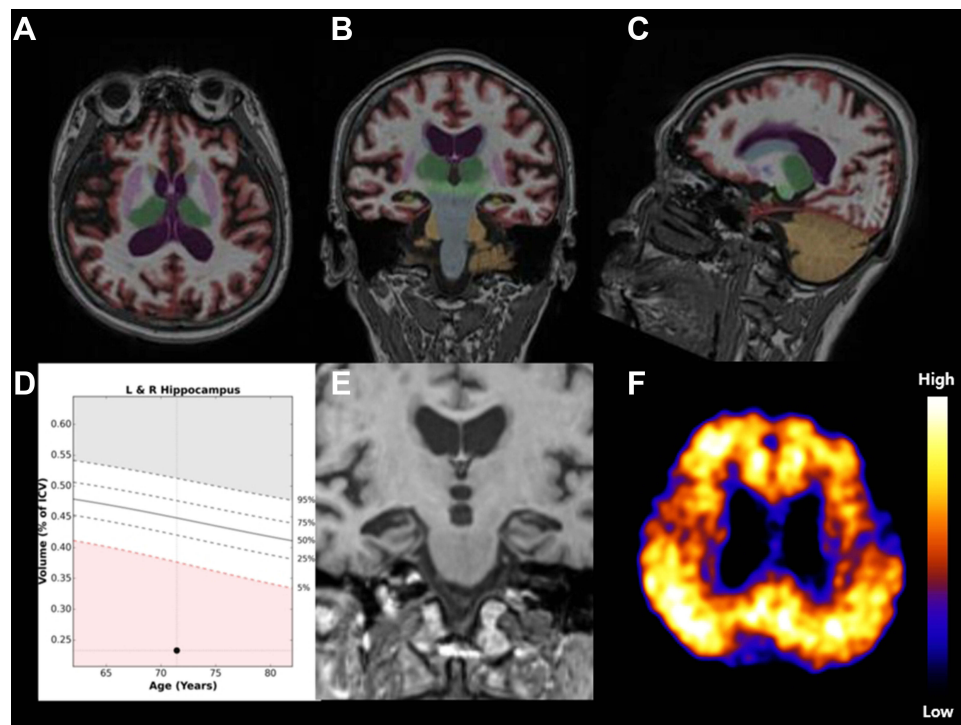 A
B
C
D
L & R Hippocampus
Volume (% of ICV)
0.60
0.55
0.50
0.45
0.40
0.35
0.30
0.25
95%
75%
50%
25%
5%
65
70
75
80
Age (Years)
E
F
High
Low